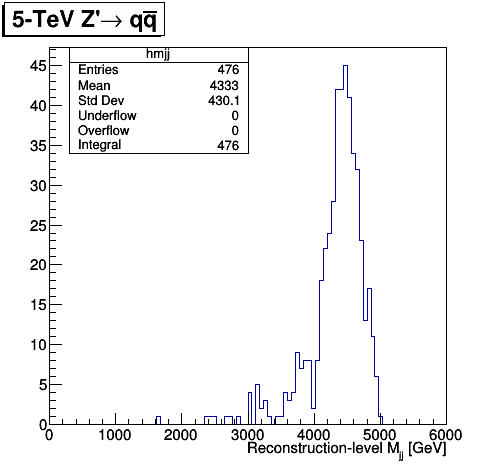 5-TeV Z'→ qq̅
hmjj
Entries 476
Mean 4333
Std Dev 430.1
Underflow 0
Overflow 0
Integral 476
45
40
35
30
25
20
15
10
5
0
0 1000 2000 3000 4000 5000 6000
Reconstruction-level Mjj [GeV]